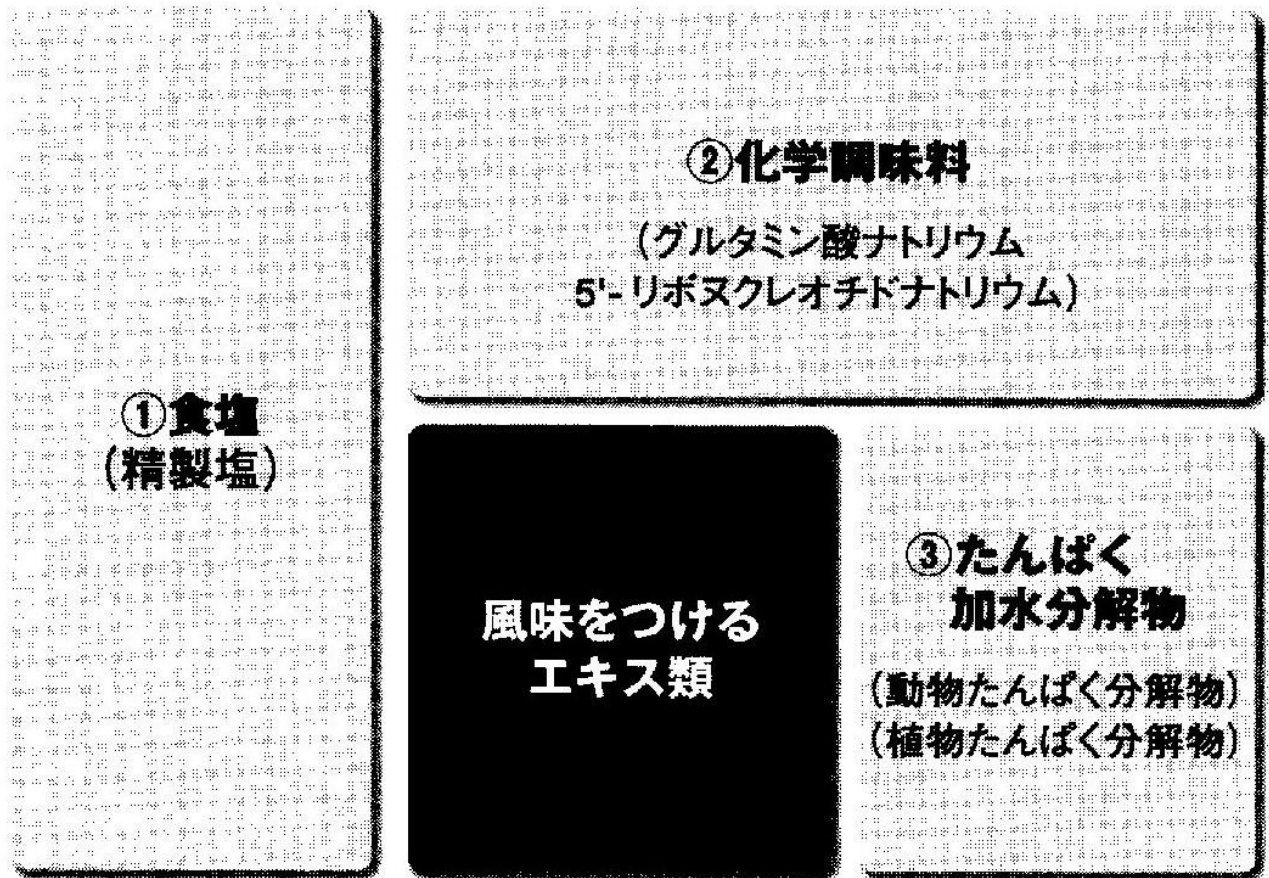 ①食塩
(精製塩)
②化学調味料
(グルタミン酸ナトリウム
5'-リボヌクレオチドナトリウム)
風味をつける
エキス類
③たんぱく
加水分解物
(動物たんぱく分解物)
(植物たんぱく分解物)